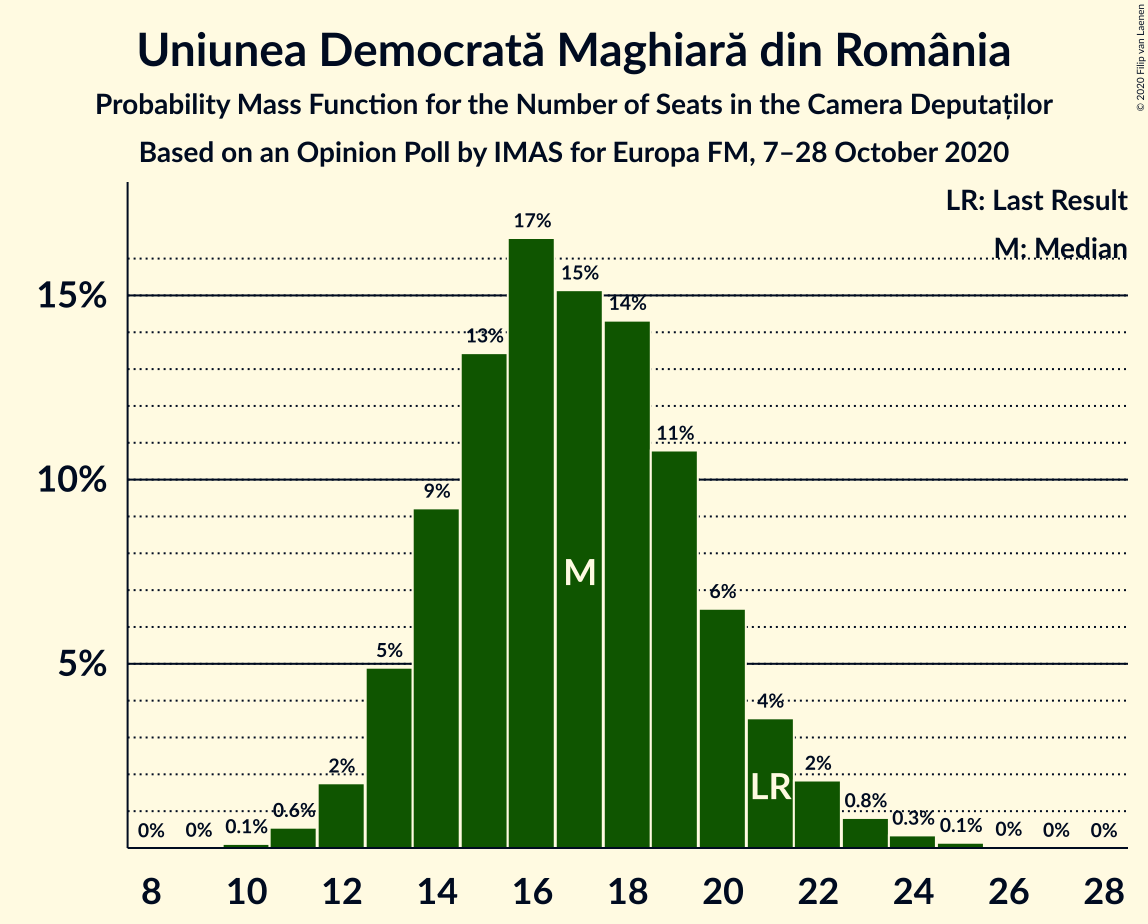 Uniunea Democrată Maghiară din România
Probability Mass Function for the Number of Seats in the Camera Deputaților
Based on an Opinion Poll by IMAS for Europa FM, 7–28 October 2020
© 2020 Filip van Laenen
LR: Last Result
M: Median
15%
10%
5%
0%
0%
0.1%
0.6%
2%
5%
9%
13%
17%
15%
14%
11%
6%
4%
2%
0.8%
0.3%
0.1%
0%
0%
0%
M
LR
8 10 12 14 16 18 20 22 24 26 28